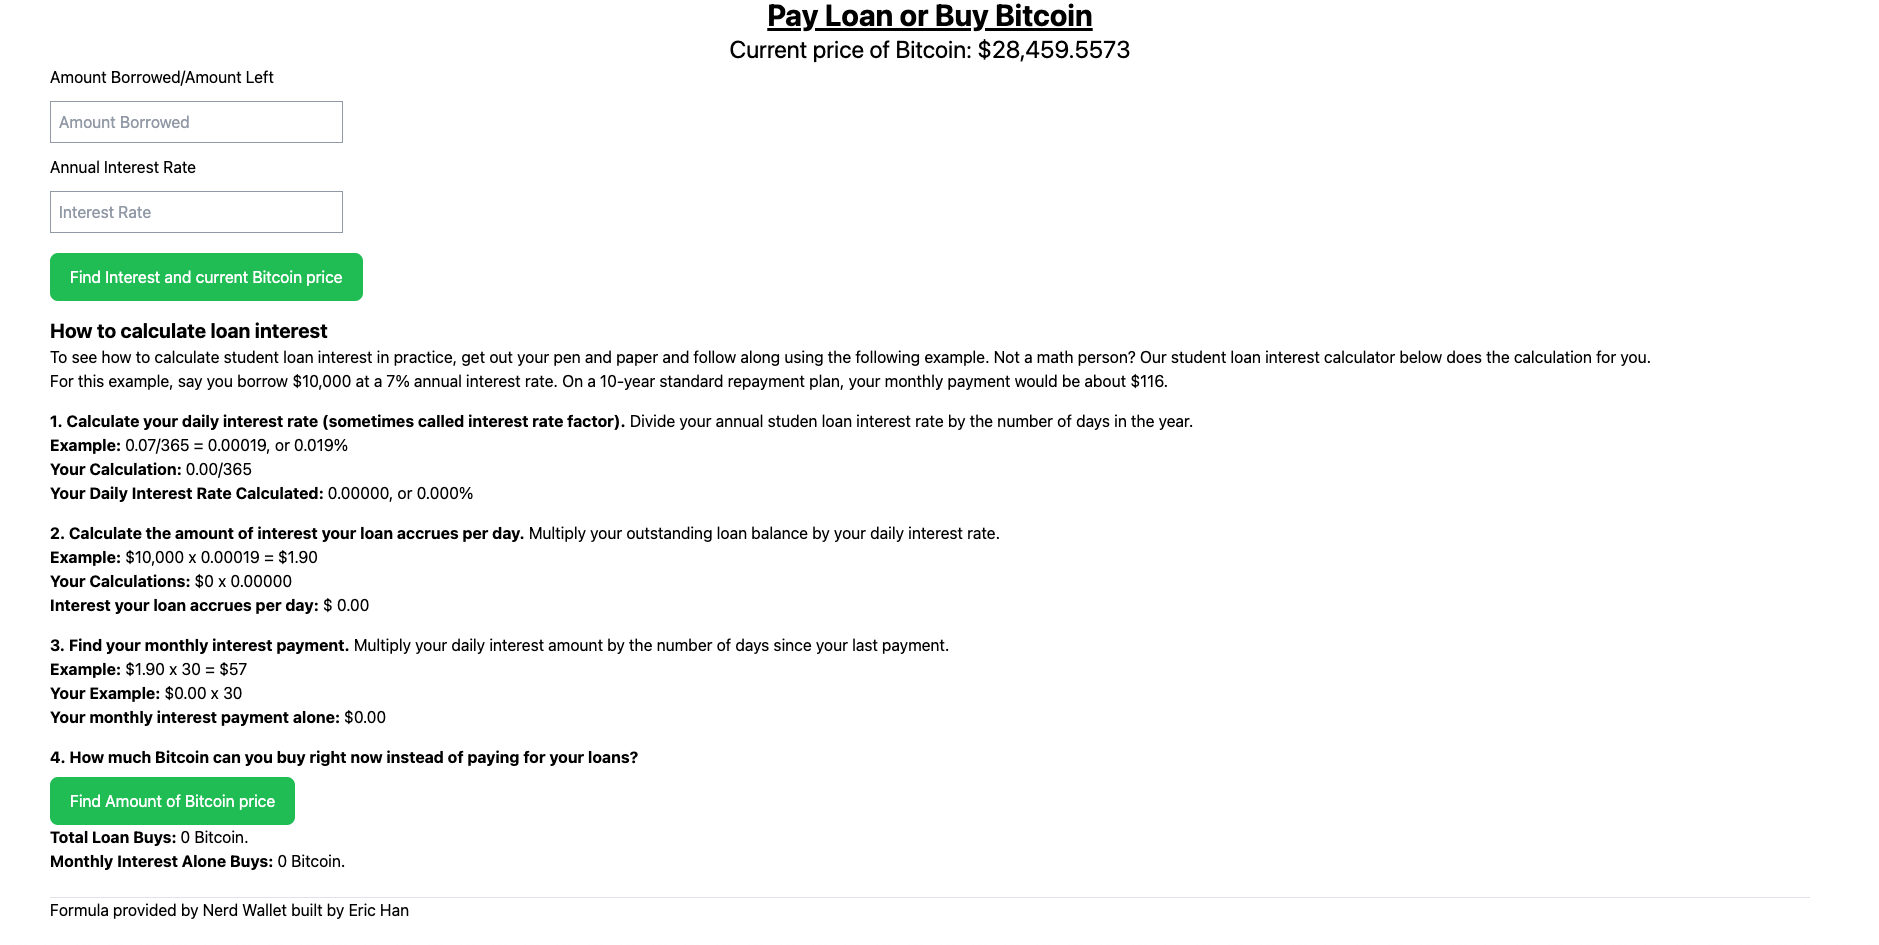 Pay Loan or Buy Bitcoin
Current price of Bitcoin: $28,459.5573
Amount Borrowed/Amount Left
Amount Borrowed
Annual Interest Rate
Interest Rate
Find Interest and current Bitcoin price
How to calculate loan interest
To see how to calculate student loan interest in practice, get out your pen and paper and follow along using the following example. Not a math person? Our student loan interest calculator below does the calculation for you.
For this example, say you borrow $10,000 at a 7% annual interest rate. On a 10-year standard repayment plan, your monthly payment would be about $116.
1. Calculate your daily interest rate (sometimes called interest rate factor). Divide your annual studen loan interest rate by the number of days in the year.
Example: 0.07/365 = 0.00019, or 0.019%
Your Calculation: 0.00/365
Your Daily Interest Rate Calculated: 0.00000, or 0.000%
2. Calculate the amount of interest your loan accrues per day. Multiply your outstanding loan balance by your daily interest rate.
Example: $10,000 x 0.00019 = $1.90
Your Calculations: $0 x 0.00000
Interest your loan accrues per day: $ 0.00
3. Find your monthly interest payment. Multiply your daily interest amount by the number of days since your last payment.
Example: $1.90 x 30 = $57
Your Example: $0.00 x 30
Your monthly interest payment alone: $0.00
4. How much Bitcoin can you buy right now instead of paying for your loans?
Find Amount of Bitcoin price
Total Loan Buys: 0 Bitcoin.
Monthly Interest Alone Buys: 0 Bitcoin.
Formula provided by Nerd Wallet built by Eric Han